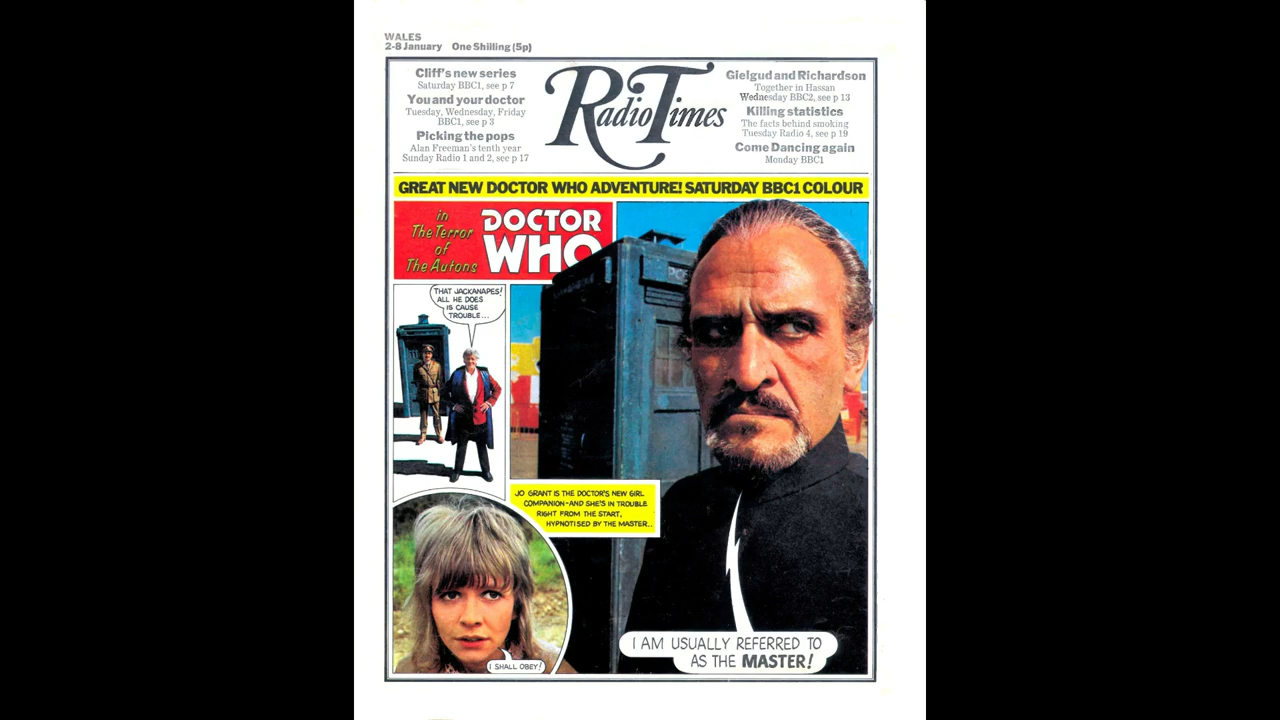 WALES
2-8 January One Shilling (5p)
Cliff's new series
Saturday BBC1, see p 7
You and your doctor
Tuesday, Wednesday, Friday
BBC1, see p 3
Picking the pops
Alan Freeman's tenth year
Sunday Radio 1 and 2, see p 17
Radio Times
Gielgud and Richardson
Together in Hassan
Wednesday BBC2, see p 13
Killing statistics
The facts behind smoking
Tuesday Radio 4, see p 19
Come Dancing again
Monday BBC1
GREAT NEW DOCTOR WHO ADVENTURE! SATURDAY BBC1 COLOUR
in
The Terror
of
The Autons
DOCTOR
WHO
PO
THAT JACKANAPES!
ALL HE DOES
IS CAUSE
TROUBLE...
JO GRANT IS THE DOCTOR'S NEW GIRL
COMPANION-AND SHE'S IN TROUBLE
RIGHT FROM THE START,
HYPNOTISED BY THE MASTER..
I SHALL OBEY!
I AM USUALLY REFERRED TO
AS THE MASTER!